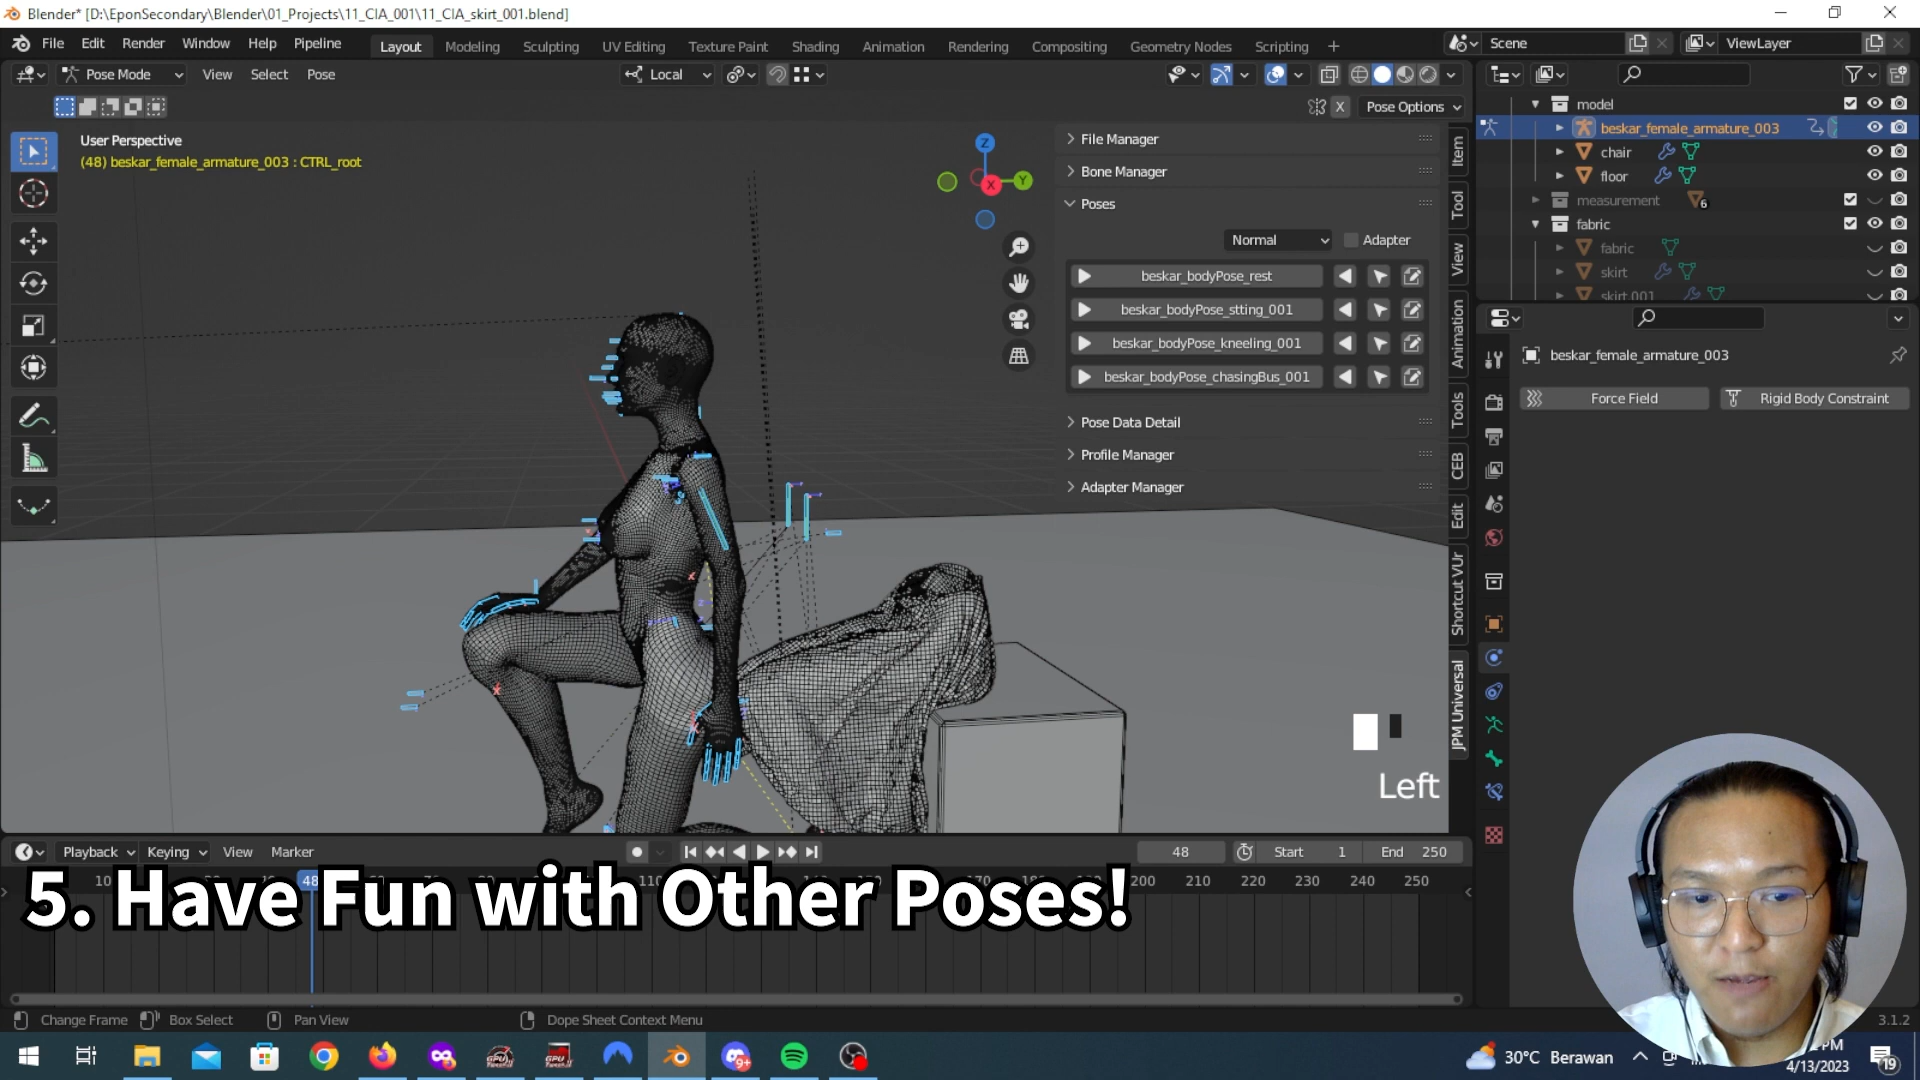 Blender* [D:\EponSecondary\Blender\01_Projects\11_CIA_001\11_CIA_skirt_001.blend]
File Edit Render Window Help Pipeline
Layout Modeling Sculpting UV Editing Texture Paint Shading Animation Rendering Compositing Geometry Nodes Scripting +
Scene
ViewLayer
Pose Mode View Select Pose
Local
X
Pose Options
User Perspective
(48) beskar_female_armature_003 : CTRL_root
Z
X
Y
File Manager
Bone Manager
Poses
Normal
Adapter
beskar_bodyPose_rest
beskar_bodyPose_stting_001
beskar_bodyPose_kneeling_001
beskar_bodyPose_chasingBus_001
Pose Data Detail
Profile Manager
Adapter Manager
Item
Tool
View
Animation
Tools
CEB
Edit
Shortcut VUr
JPM Universal
model
beskar_female_armature_003
chair
floor
measurement
6
fabric
fabric
skirt
skirt.001
beskar_female_armature_003
Force Field
Rigid Body Constraint
Left
Playback Keying View Marker
48
Start 1
End 250
10 48 110 170 200 210 220 230 240 250
5. Have Fun with Other Poses!
Change Frame
Box Select
Pan View
Dope Sheet Context Menu
3.1.2
9+
30°C Berawan
PM
4/13/2023
19